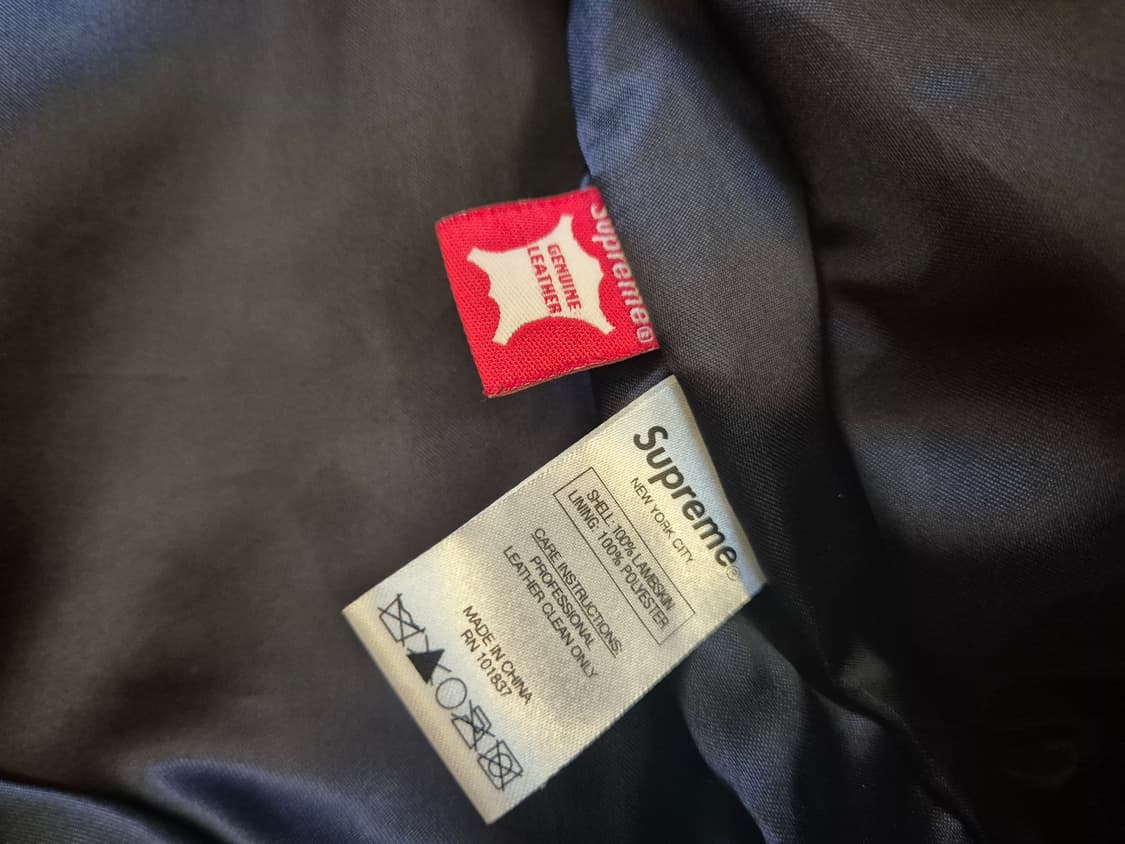 Supreme®
GENUINE
LEATHER
Supreme®
NEW YORK CITY
SHELL: 100% LAMBSKIN
LINING: 100% POLYESTER
CARE INSTRUCTIONS:
PROFESSIONAL
LEATHER CLEAN ONLY
MADE IN CHINA
RN 101837